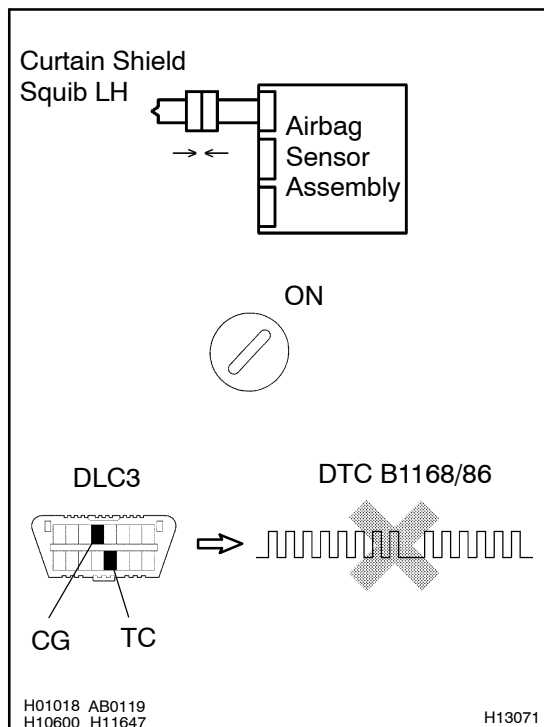 Curtain Shield
Squib LH
Airbag
Sensor
Assembly
ON
DLC3
DTC B1168/86
CG
TC
H01018 AB0119
H10600 H11647
H13071